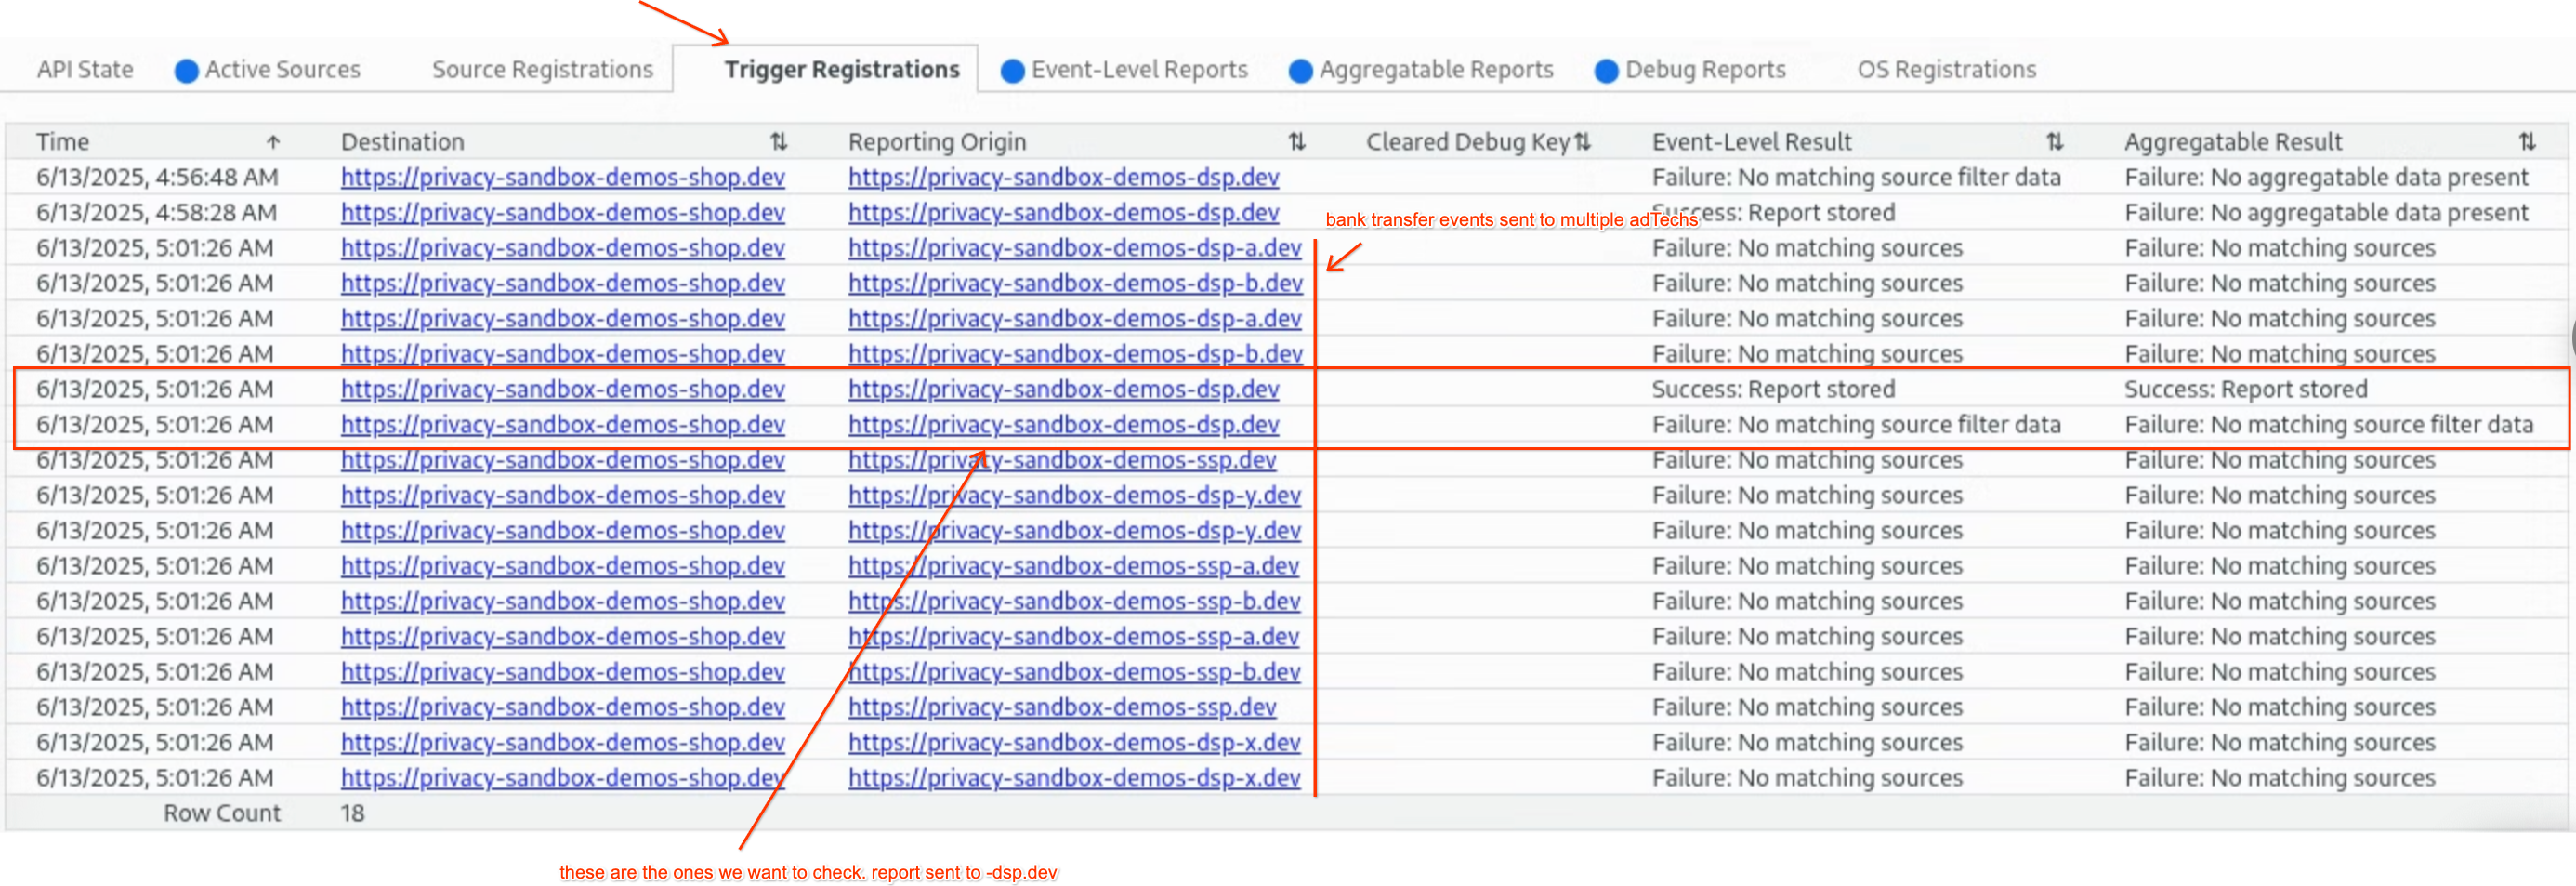 API State Active Sources Source Registrations Trigger Registrations Event-Level Reports Aggregatable Reports Debug Reports OS Registrations
Time ↑ Destination ⇅ Reporting Origin ⇅ Cleared Debug Key ⇅ Event-Level Result ⇅ Aggregatable Result ⇅
6/13/2025, 4:56:48 AM https://privacy-sandbox-demos-shop.dev https://privacy-sandbox-demos-dsp.dev Failure: No matching source filter data Failure: No aggregatable data present
6/13/2025, 4:58:28 AM https://privacy-sandbox-demos-shop.dev https://privacy-sandbox-demos-dsp.dev Success: Report stored Failure: No aggregatable data present
bank transfer events sent to multiple adTechs
6/13/2025, 5:01:26 AM https://privacy-sandbox-demos-shop.dev https://privacy-sandbox-demos-dsp-a.dev Failure: No matching sources Failure: No matching sources
6/13/2025, 5:01:26 AM https://privacy-sandbox-demos-shop.dev https://privacy-sandbox-demos-dsp-b.dev Failure: No matching sources Failure: No matching sources
6/13/2025, 5:01:26 AM https://privacy-sandbox-demos-shop.dev https://privacy-sandbox-demos-dsp-a.dev Failure: No matching sources Failure: No matching sources
6/13/2025, 5:01:26 AM https://privacy-sandbox-demos-shop.dev https://privacy-sandbox-demos-dsp-b.dev Failure: No matching sources Failure: No matching sources
6/13/2025, 5:01:26 AM https://privacy-sandbox-demos-shop.dev https://privacy-sandbox-demos-dsp.dev Success: Report stored Success: Report stored
6/13/2025, 5:01:26 AM https://privacy-sandbox-demos-shop.dev https://privacy-sandbox-demos-dsp.dev Failure: No matching source filter data Failure: No matching source filter data
6/13/2025, 5:01:26 AM https://privacy-sandbox-demos-shop.dev https://privacy-sandbox-demos-ssp.dev Failure: No matching sources Failure: No matching sources
6/13/2025, 5:01:26 AM https://privacy-sandbox-demos-shop.dev https://privacy-sandbox-demos-dsp-y.dev Failure: No matching sources Failure: No matching sources
6/13/2025, 5:01:26 AM https://privacy-sandbox-demos-shop.dev https://privacy-sandbox-demos-dsp-y.dev Failure: No matching sources Failure: No matching sources
6/13/2025, 5:01:26 AM https://privacy-sandbox-demos-shop.dev https://privacy-sandbox-demos-ssp-a.dev Failure: No matching sources Failure: No matching sources
6/13/2025, 5:01:26 AM https://privacy-sandbox-demos-shop.dev https://privacy-sandbox-demos-ssp-b.dev Failure: No matching sources Failure: No matching sources
6/13/2025, 5:01:26 AM https://privacy-sandbox-demos-shop.dev https://privacy-sandbox-demos-ssp-a.dev Failure: No matching sources Failure: No matching sources
6/13/2025, 5:01:26 AM https://privacy-sandbox-demos-shop.dev https://privacy-sandbox-demos-ssp-b.dev Failure: No matching sources Failure: No matching sources
6/13/2025, 5:01:26 AM https://privacy-sandbox-demos-shop.dev https://privacy-sandbox-demos-ssp.dev Failure: No matching sources Failure: No matching sources
6/13/2025, 5:01:26 AM https://privacy-sandbox-demos-shop.dev https://privacy-sandbox-demos-dsp-x.dev Failure: No matching sources Failure: No matching sources
6/13/2025, 5:01:26 AM https://privacy-sandbox-demos-shop.dev https://privacy-sandbox-demos-dsp-x.dev Failure: No matching sources Failure: No matching sources
Row Count 18
these are the ones we want to check. report sent to -dsp.dev